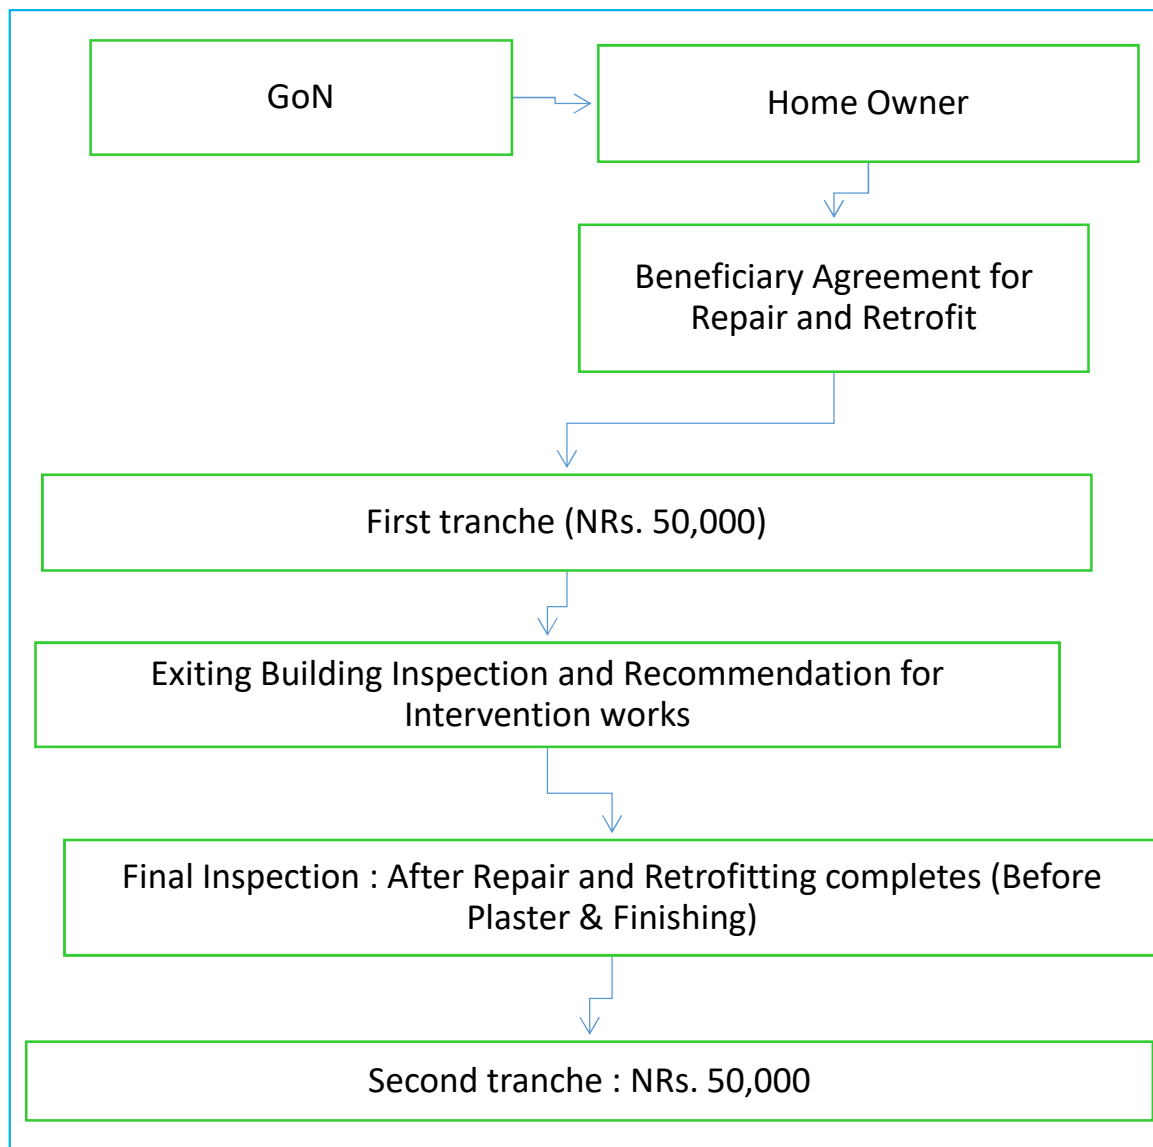 GoN
Home Owner
Beneficiary Agreement for
Repair and Retrofit
First tranche (NRs. 50,000)
Exiting Building Inspection and Recommendation for
Intervention works
Final Inspection : After Repair and Retrofitting completes (Before
Plaster & Finishing)
Second tranche : NRs. 50,000